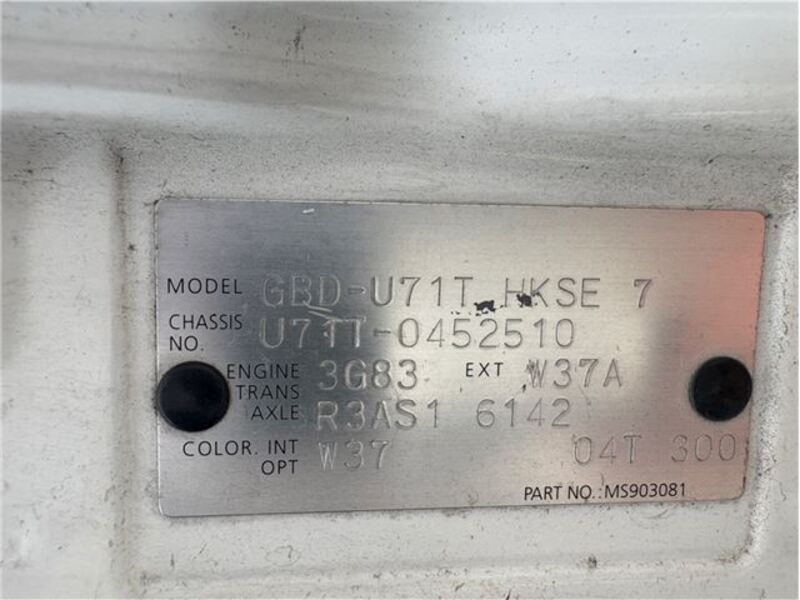 MODEL GBD-U71T HKSE 7
CHASSIS NO. U71T-0452510
ENGINE 3G83 EXT W37A
TRANS AXLE R3AS1 6142
COLOR. INT OPT W37 04T 300
PART NO.:MS903081